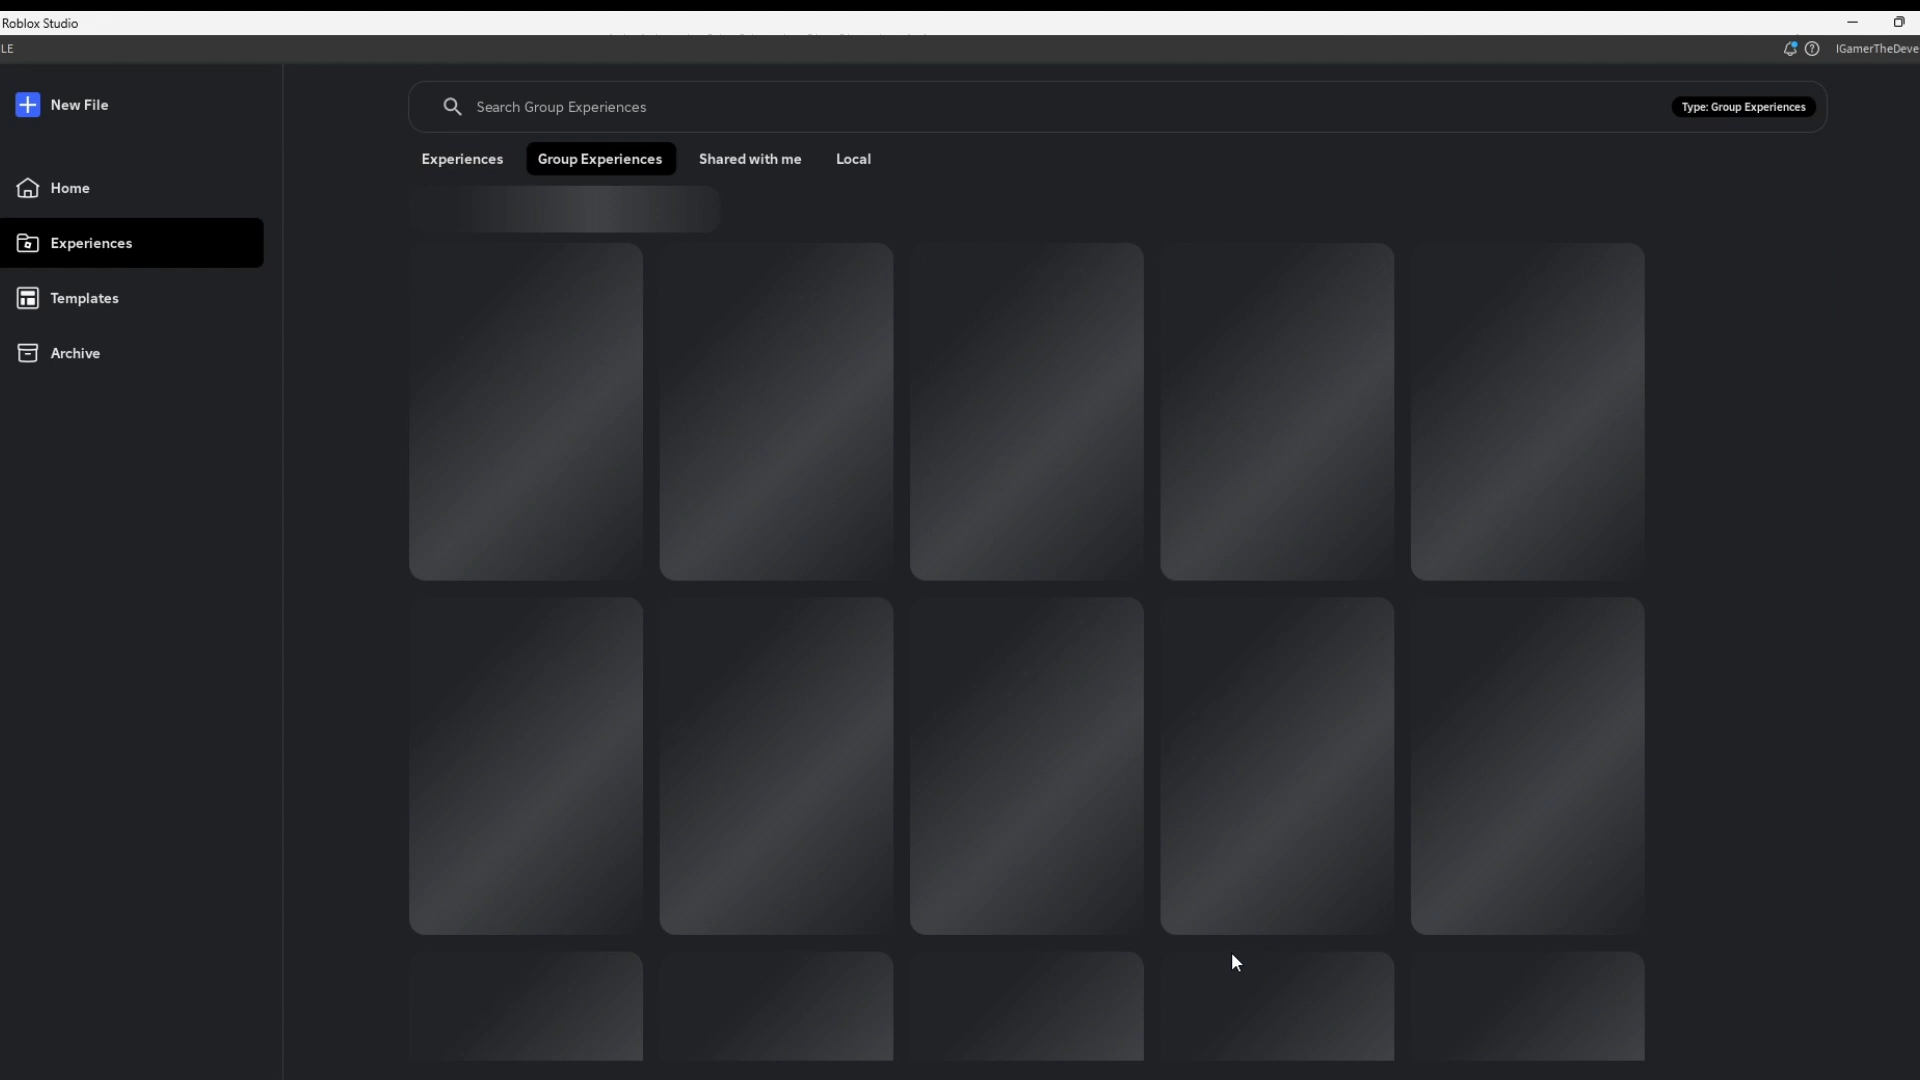 Roblox Studio
LE
IGamerTheDeve
New File
Search Group Experiences
Type: Group Experiences
Experiences
Group Experiences
Shared with me
Local
Home
Experiences
Templates
Archive